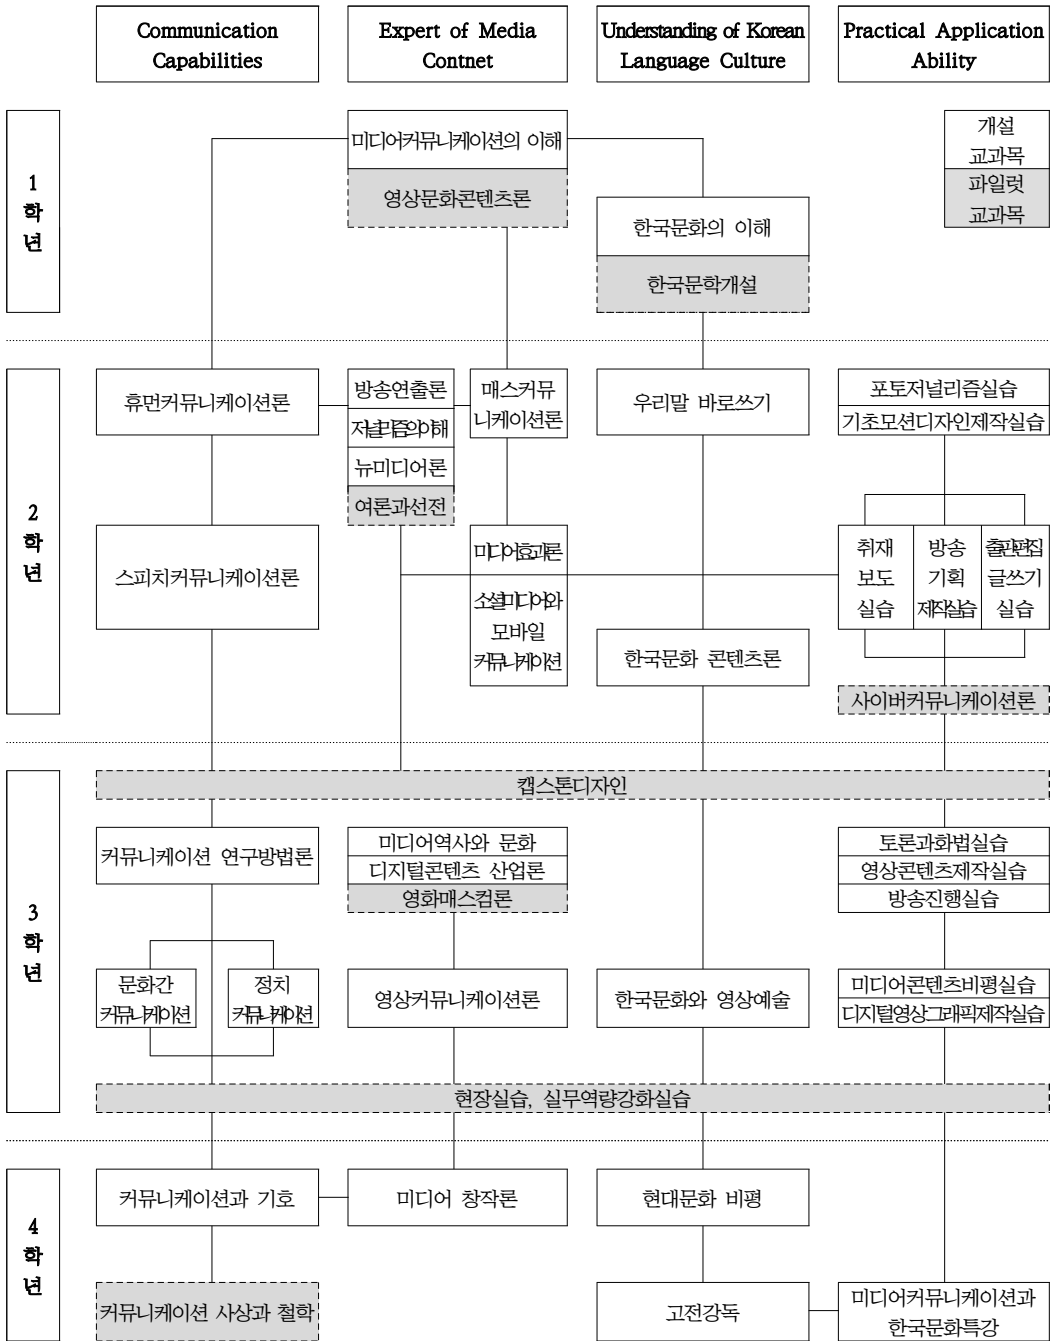 Communication
Capabilities
Expert of Media
Contnet
Understanding of Korean
Language Culture
Practical Application
Ability
1
학
년
미디어커뮤니케이션의 이해
영상문화콘텐츠론
한국문화의 이해
한국문학개설
개설
교과목
파일럿
교과목
2
학
년
휴먼커뮤니케이션론
방송연출론
저널리즘의이해
뉴미디어론
여론과선전
매스커뮤
니케이션론
우리말 바로쓰기
포토저널리즘실습
기초모션디자인제작실습
스피치커뮤니케이션론
미디어효과론
소셜미디어와
모바일
커뮤니케이션
한국문화 콘텐츠론
취재
보도
실습
방송
기획
제작실습
출판편집
글쓰기
실습
사이버커뮤니케이션론
3
학
년
캡스톤디자인
커뮤니케이션 연구방법론
미디어역사와 문화
디지털콘텐츠 산업론
영화매스컴론
토론과화법실습
영상콘텐츠제작실습
방송진행실습
문화간
커뮤니케이션
정치
커뮤니케이션
영상커뮤니케이션론
한국문화와 영상예술
미디어콘텐츠비평실습
디지털영상그래픽제작실습
현장실습, 실무역량강화실습
4
학
년
커뮤니케이션과 기호
미디어 창작론
현대문화 비평
커뮤니케이션 사상과 철학
고전강독
미디어커뮤니케이션과
한국문화특강